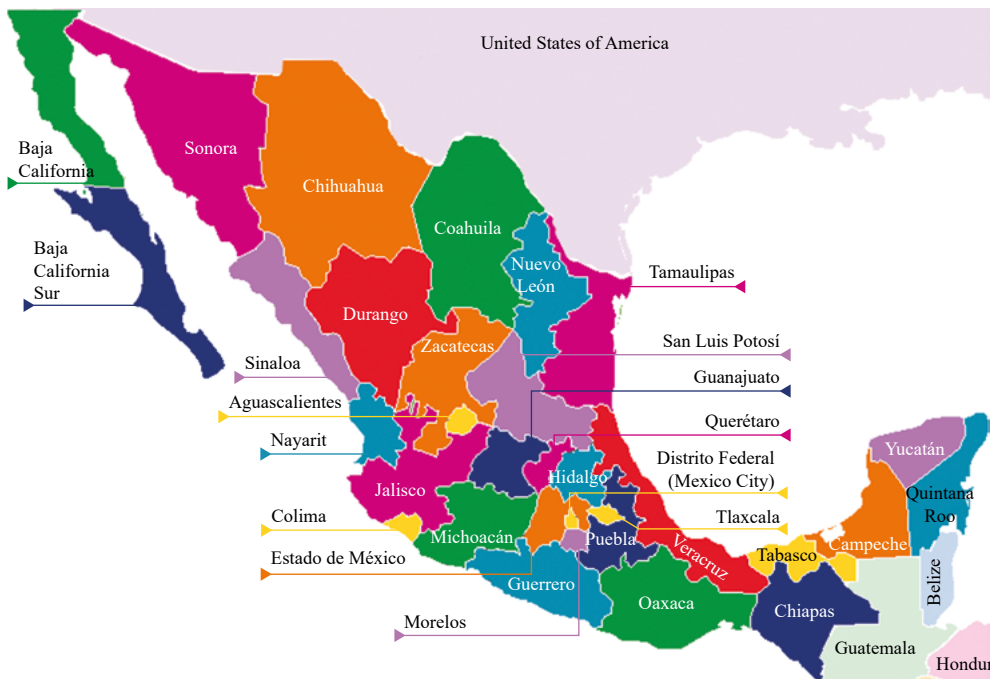 United States of America
Baja
California
Sonora
Chihuahua
Coahuila
Baja
California
Sur
Nuevo
León
Tamaulipas
Durango
Zacatecas
San Luis Potosí
Sinaloa
Guanajuato
Aguascalientes
Querétaro
Nayarit
Distrito Federal
(Mexico City)
Hidalgo
Yucatán
Jalisco
Quintana
Roo
Colima
Tlaxcala
Michoacán
Puebla
Veracruz
Campeche
Tabasco
Estado de México
Guerrero
Belize
Oaxaca
Chiapas
Morelos
Guatemala
Hondur